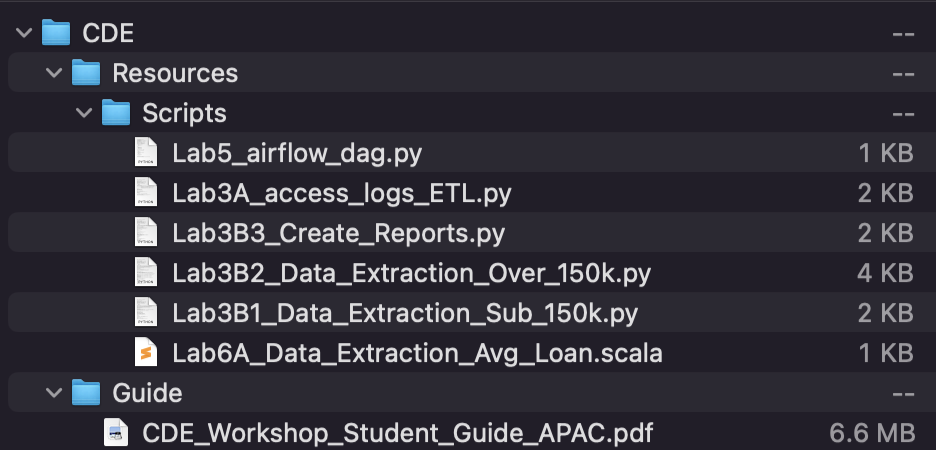 CDE --
Resources --
Scripts --
Lab5_airflow_dag.py 1 KB
Lab3A_access_logs_ETL.py 2 KB
Lab3B3_Create_Reports.py 2 KB
Lab3B2_Data_Extraction_Over_150k.py 4 KB
Lab3B1_Data_Extraction_Sub_150k.py 2 KB
Lab6A_Data_Extraction_Avg_Loan.scala 1 KB
Guide --
CDE_Workshop_Student_Guide_APAC.pdf 6.6 MB